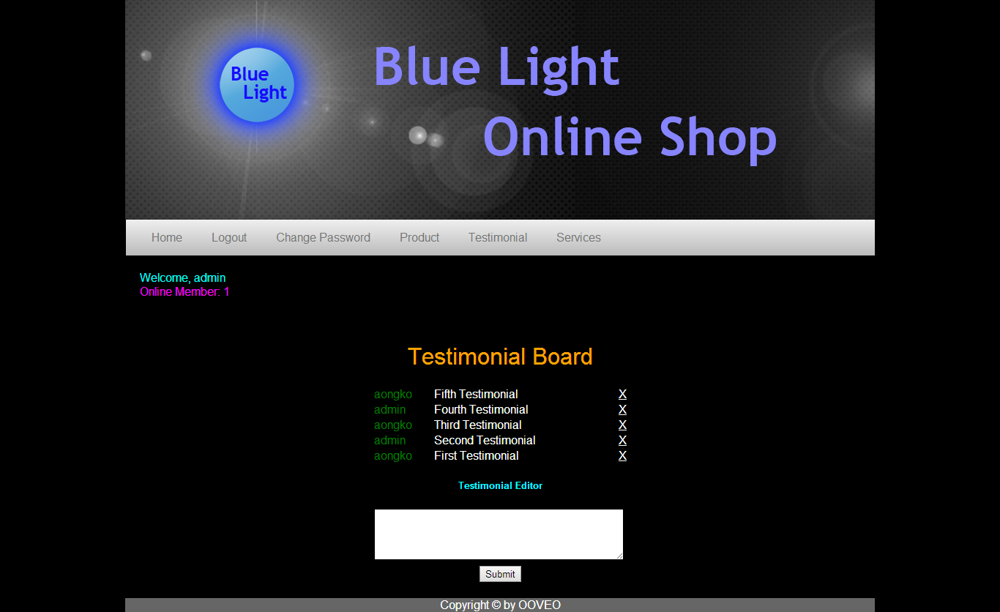 Blue
Light
Blue Light
Online Shop
Home Logout Change Password Product Testimonial Services
Welcome, admin
Online Member: 1
Testimonial Board
aongko Fifth Testimonial X
admin Fourth Testimonial X
aongko Third Testimonial X
admin Second Testimonial X
aongko First Testimonial X
Testimonial Editor
Submit
Copyright © by OOVEO